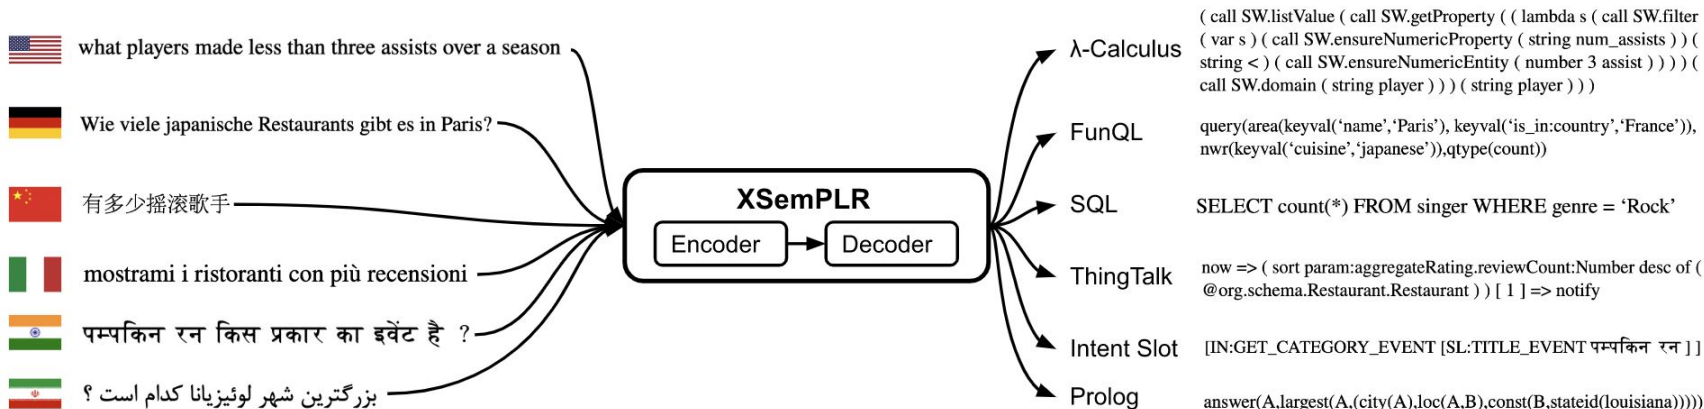 what players made less than three assists over a season
Wie viele japanische Restaurants gibt es in Paris?
有多少摇滚歌手
mostrami i ristoranti con più recensioni
पम्पकिन रन किस प्रकार का इवेंट है ?
بزرگترین شهر لوئیزیانا کدام است ؟
XSemPLR
Encoder
Decoder
λ-Calculus
( call SW.listValue ( call SW.getProperty ( ( lambda s ( call SW.filter
( var s ) ( call SW.ensureNumericProperty ( string num_assists ) ) (
string < ) ( call SW.ensureNumericEntity ( number 3 assist ) ) ) ) (
call SW.domain ( string player ) ) ) ( string player ) ) )
FunQL
query(area(keyval(‘name’,‘Paris’), keyval(‘is_in:country’,‘France’)),
nwr(keyval(‘cuisine’,‘japanese’)),qtype(count))
SQL
SELECT count(*) FROM singer WHERE genre = ‘Rock’
ThingTalk
now => ( sort param:aggregateRating.reviewCount:Number desc of (
@org.schema.Restaurant.Restaurant ) ) [ 1 ] => notify
Intent Slot
[IN:GET_CATEGORY_EVENT [SL:TITLE_EVENT पम्पकिन रन ] ]
Prolog
answer(A,largest(A,(city(A),loc(A,B),const(B,stateid(louisiana)))))